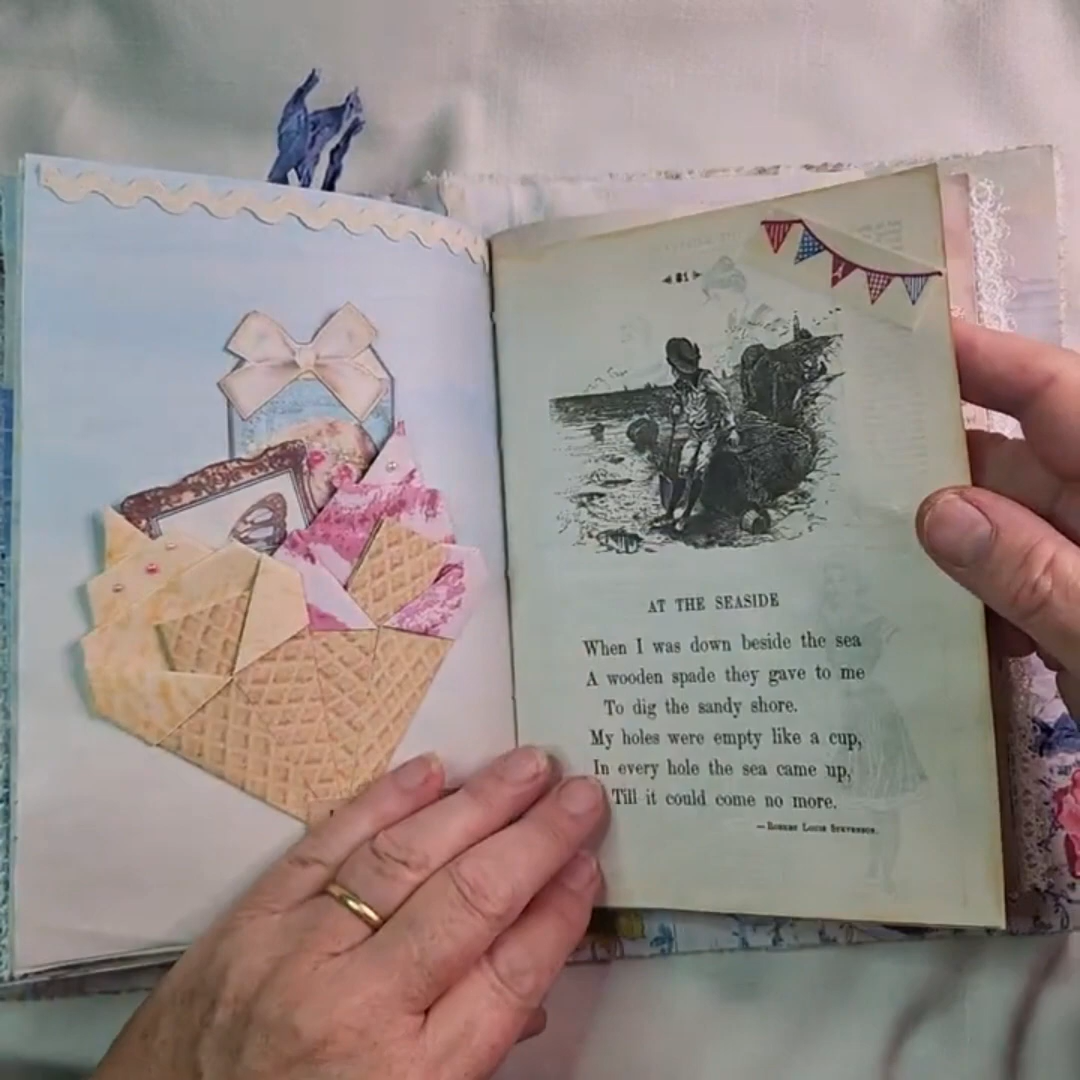 ◄ 81 ►
AT THE SEASIDE
When I was down beside the sea
A wooden spade they gave to me
To dig the sandy shore.
My holes were empty like a cup,
In every hole the sea came up,
Till it could come no more.
—Robert Louis Stevenson.